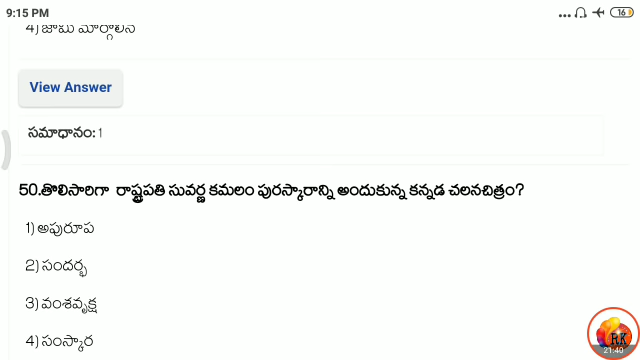 9:15 PM
16
4) జాము మార్గాలిన
View Answer
సమాధానం: 1
50.తొలిసారిగా రాష్ట్రపతి సువర్ణ కమలం పురస్కారాన్ని అందుకున్న కన్నడ చలనచిత్రం?
1) అపురూప
2) సందర్భ
3) వంశవృక్ష
4) సంస్కార
RK
21:40